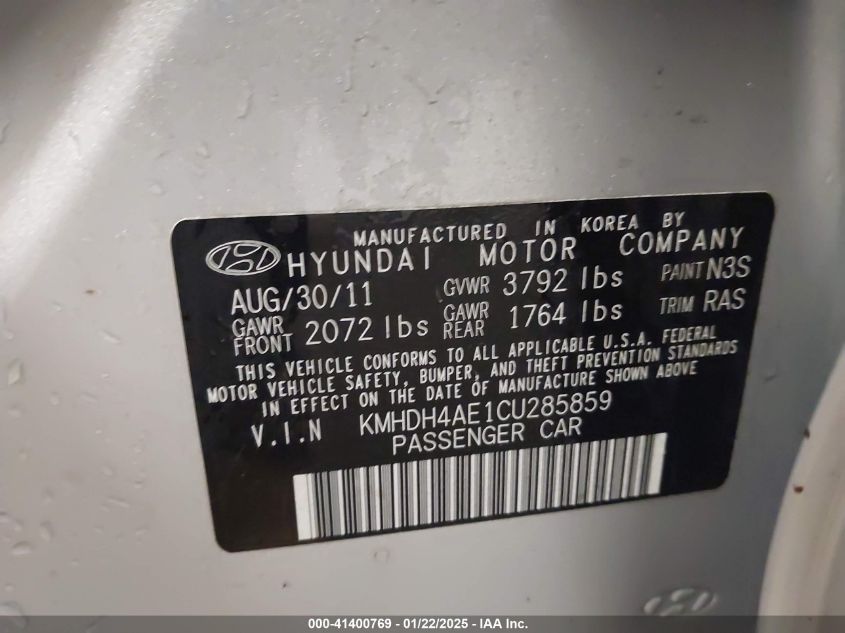 MANUFACTURED IN KOREA BY
HYUNDAI MOTOR COMPANY
AUG/30/11 GVWR 3792 lbs PAINT N3S
GAWR FRONT 2072 lbs GAWR REAR 1764 lbs TRIM RAS
THIS VEHICLE CONFORMS TO ALL APPLICABLE U.S.A. FEDERAL
MOTOR VEHICLE SAFETY, BUMPER, AND THEFT PREVENTION STANDARDS
IN EFFECT ON THE DATE OF MANUFACTURE SHOWN ABOVE
V.I.N KMHDH4AE1CU285859
PASSENGER CAR
000-41400769 - 01/22/2025 - IAA Inc.